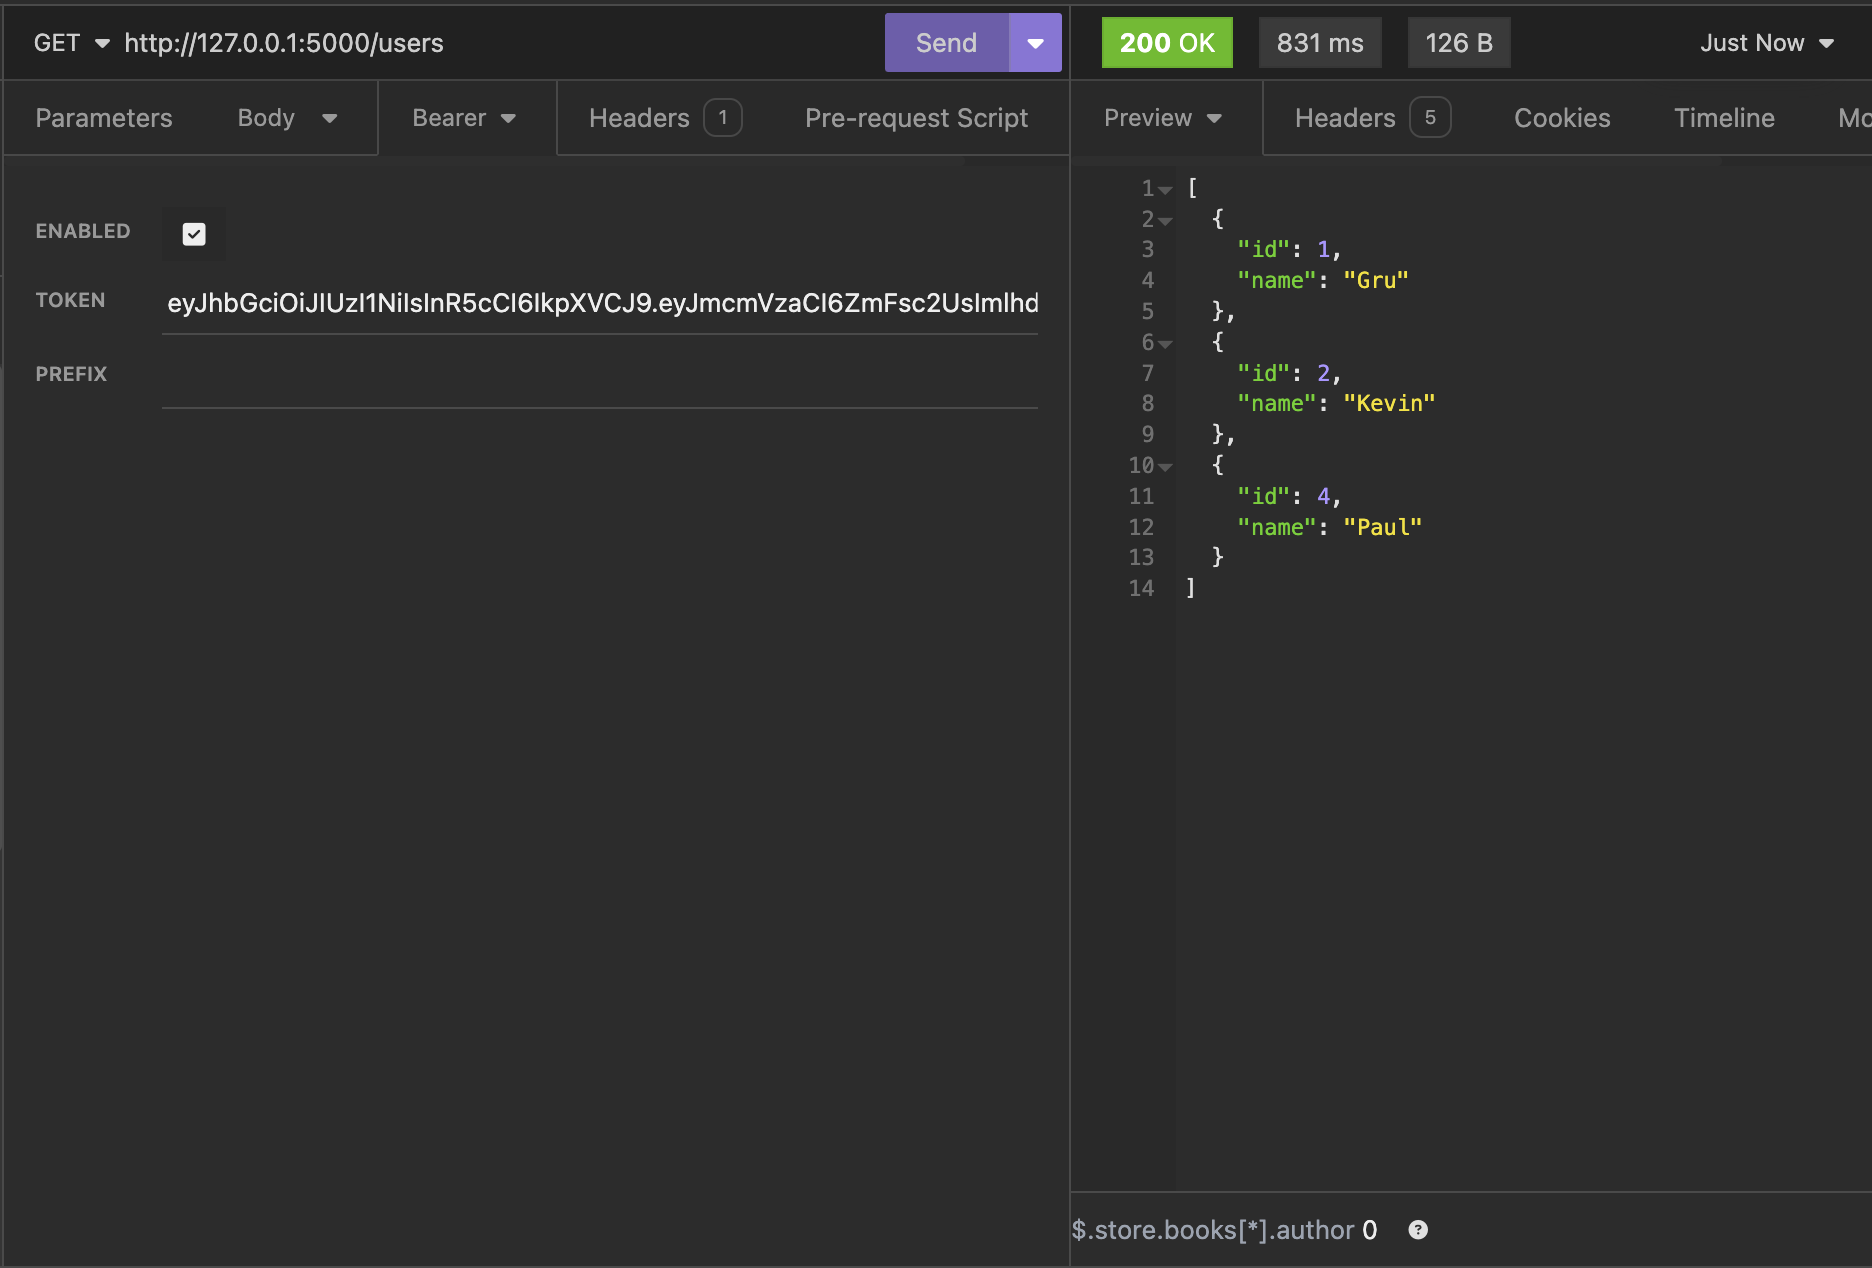 GET http://127.0.0.1:5000/users Send
Parameters Body Bearer Headers 1 Pre-request Script
ENABLED
TOKEN eyJhbGciOiJIUzI1NiIsInR5cCI6IkpXVCJ9.eyJmcmVzaCI6ZmFsc2UsImlhd
PREFIX
200 OK 831 ms 126 B Just Now
Preview Headers 5 Cookies Timeline Mo
1 [
2 {
3 "id": 1,
4 "name": "Gru"
5 },
6 {
7 "id": 2,
8 "name": "Kevin"
9 },
10 {
11 "id": 4,
12 "name": "Paul"
13 }
14 ]
$.store.books[*].author 0 ?